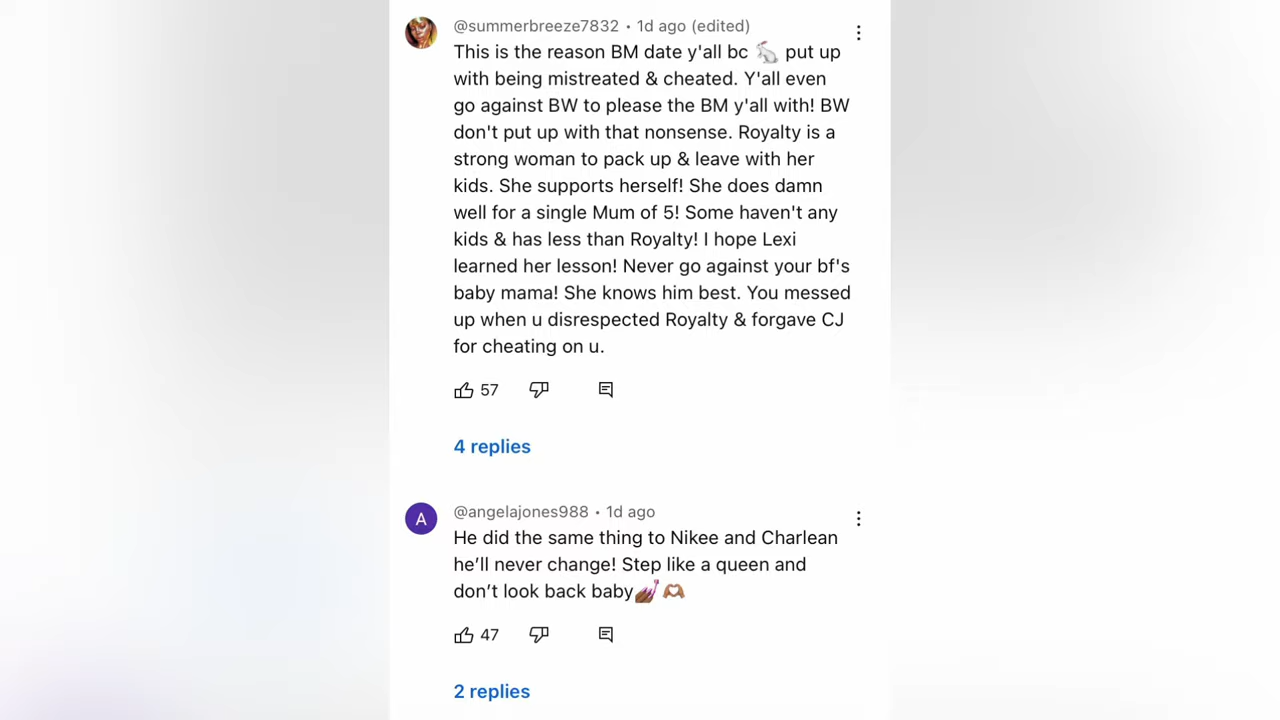 @summerbreeze7832 • 1d ago (edited)
This is the reason BM date y'all bc 🐇 put up
with being mistreated & cheated. Y'all even
go against BW to please the BM y'all with! BW
don't put up with that nonsense. Royalty is a
strong woman to pack up & leave with her
kids. She supports herself! She does damn
well for a single Mum of 5! Some haven't any
kids & has less than Royalty! I hope Lexi
learned her lesson! Never go against your bf's
baby mama! She knows him best. You messed
up when u disrespected Royalty & forgave CJ
for cheating on u.
57
4 replies
A
@angelajones988 • 1d ago
He did the same thing to Nikee and Charlean
he’ll never change! Step like a queen and
don’t look back baby💅🏾🫶🏽
47
2 replies